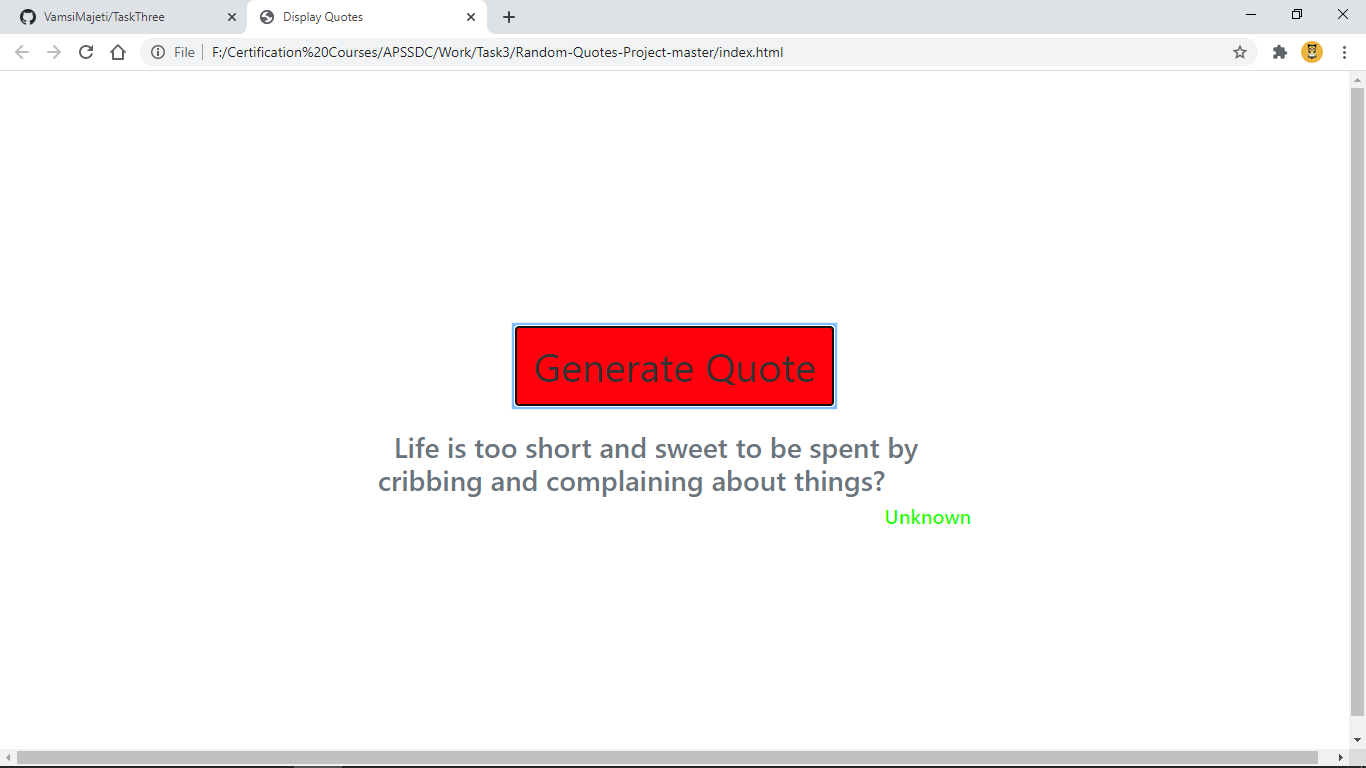 VamsiMajeti/TaskThree
Display Quotes
File
F:/Certification%20Courses/APSSDC/Work/Task3/Random-Quotes-Project-master/index.html
Generate Quote
Life is too short and sweet to be spent by
cribbing and complaining about things?
Unknown